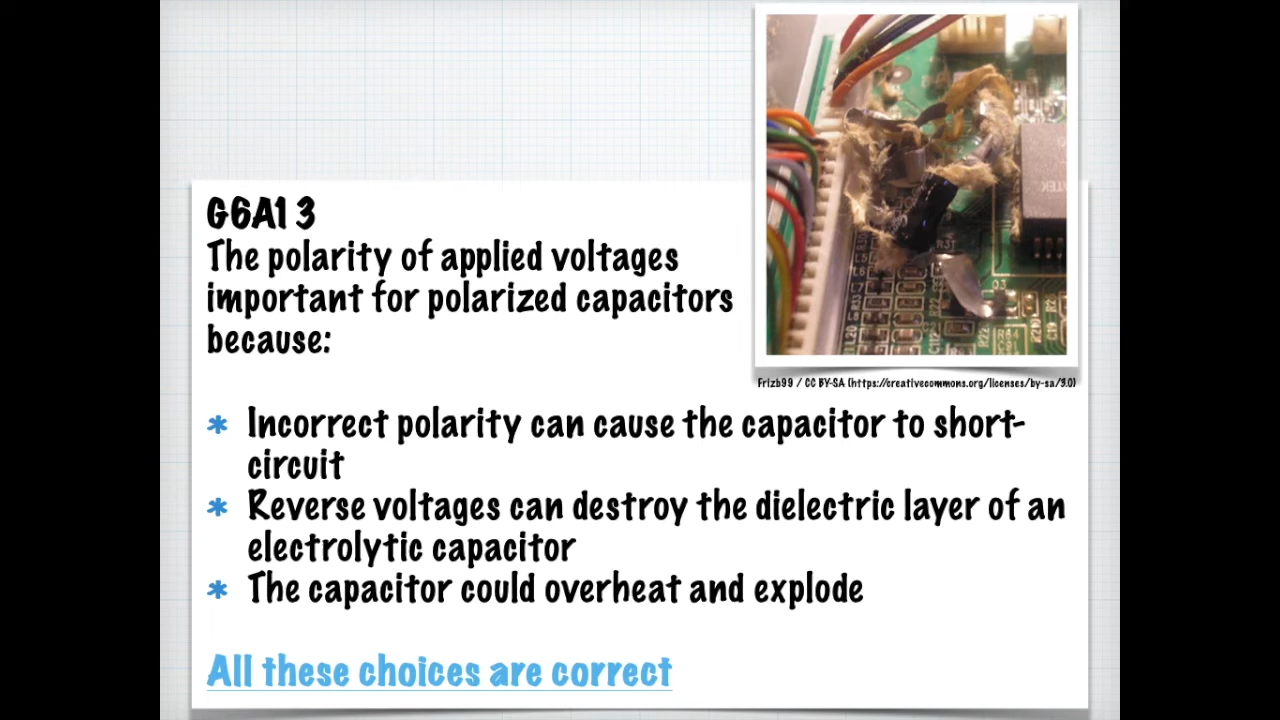 G6A1 3
The polarity of applied voltages
important for polarized capacitors
because:
Frizb99 / CC BY-SA (https://creativecommons.org/licenses/by-sa/3.0)
* Incorrect polarity can cause the capacitor to short-
circuit
* Reverse voltages can destroy the dielectric layer of an
electrolytic capacitor
* The capacitor could overheat and explode
All these choices are correct